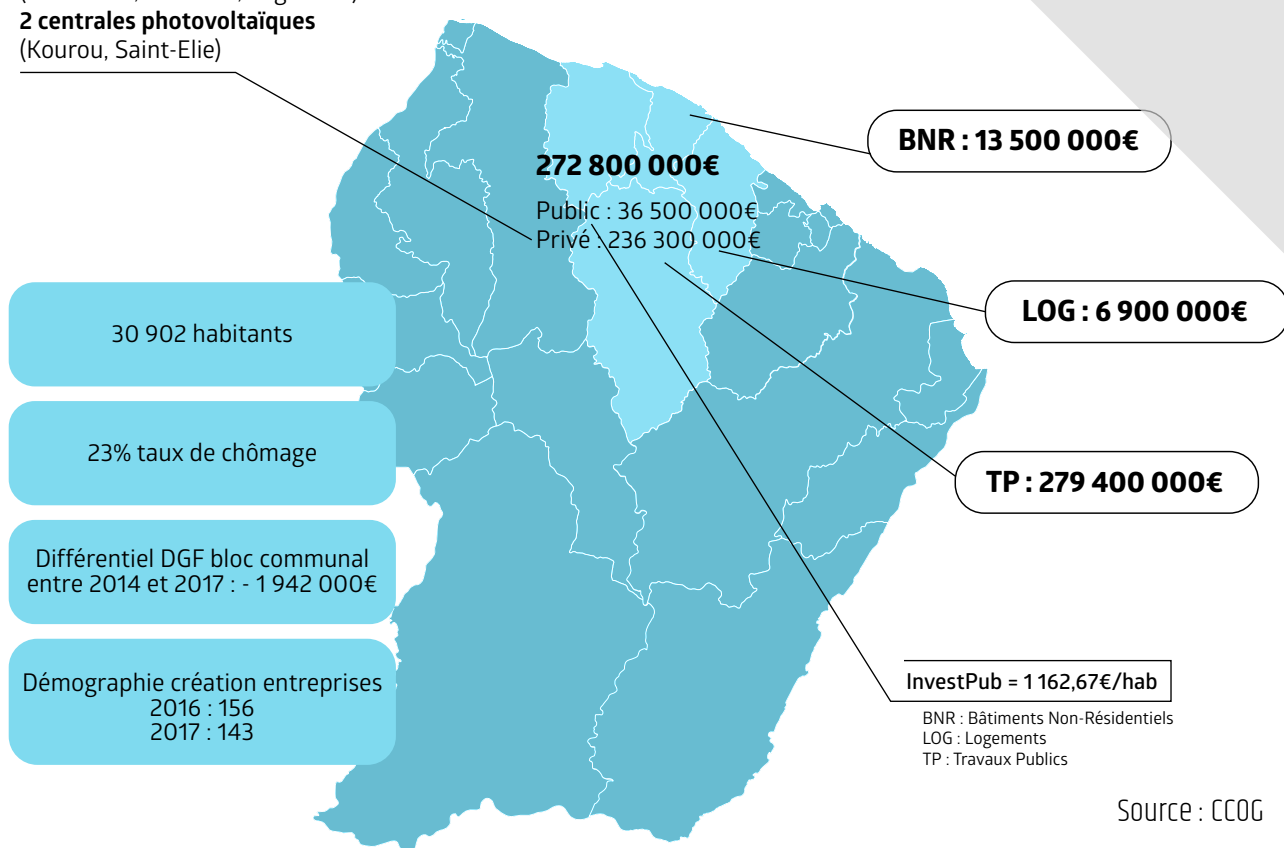 2 centrales photovoltaïques
(Kourou, Saint-Elie)
BNR : 13 500 000€
272 800 000€
Public : 36 500 000€
Privé : 236 300 000€
LOG : 6 900 000€
30 902 habitants
23% taux de chômage
TP : 279 400 000€
Différentiel DGF bloc communal
entre 2014 et 2017 : - 1 942 000€
Démographie création entreprises
2016 : 156
2017 : 143
InvestPub = 1 162,67€/hab
BNR : Bâtiments Non-Résidentiels
LOG : Logements
TP : Travaux Publics
Source : CCOG